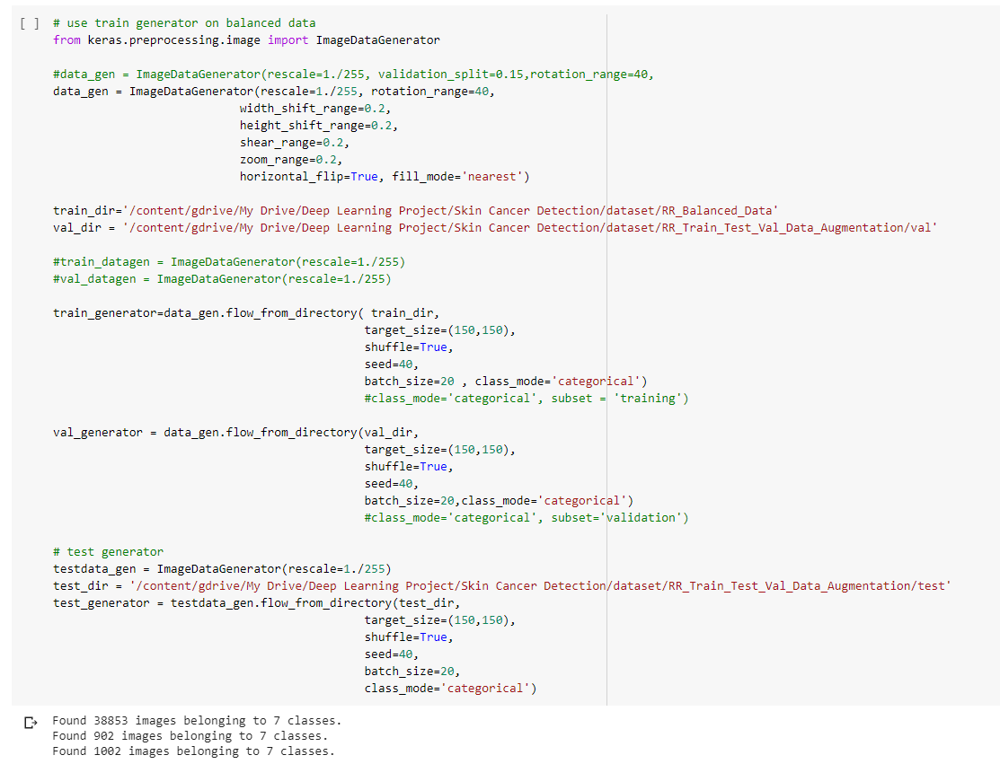 [ ] # use train generator on balanced data
from keras.preprocessing.image import ImageDataGenerator
#data_gen = ImageDataGenerator(rescale=1./255, validation_split=0.15,rotation_range=40,
data_gen = ImageDataGenerator(rescale=1./255, rotation_range=40,
width_shift_range=0.2,
height_shift_range=0.2,
shear_range=0.2,
zoom_range=0.2,
horizontal_flip=True, fill_mode='nearest')
train_dir='/content/gdrive/My Drive/Deep Learning Project/Skin Cancer Detection/dataset/RR_Balanced_Data'
val_dir = '/content/gdrive/My Drive/Deep Learning Project/Skin Cancer Detection/dataset/RR_Train_Test_Val_Data_Augmentation/val'
#train_datagen = ImageDataGenerator(rescale=1./255)
#val_datagen = ImageDataGenerator(rescale=1./255)
train_generator=data_gen.flow_from_directory( train_dir,
target_size=(150,150),
shuffle=True,
seed=40,
batch_size=20 , class_mode='categorical')
#class_mode='categorical', subset = 'training')
val_generator = data_gen.flow_from_directory(val_dir,
target_size=(150,150),
shuffle=True,
seed=40,
batch_size=20,class_mode='categorical')
#class_mode='categorical', subset='validation')
# test generator
testdata_gen = ImageDataGenerator(rescale=1./255)
test_dir = '/content/gdrive/My Drive/Deep Learning Project/Skin Cancer Detection/dataset/RR_Train_Test_Val_Data_Augmentation/test'
test_generator = testdata_gen.flow_from_directory(test_dir,
target_size=(150,150),
shuffle=True,
seed=40,
batch_size=20,
class_mode='categorical')
Found 38853 images belonging to 7 classes.
Found 902 images belonging to 7 classes.
Found 1002 images belonging to 7 classes.